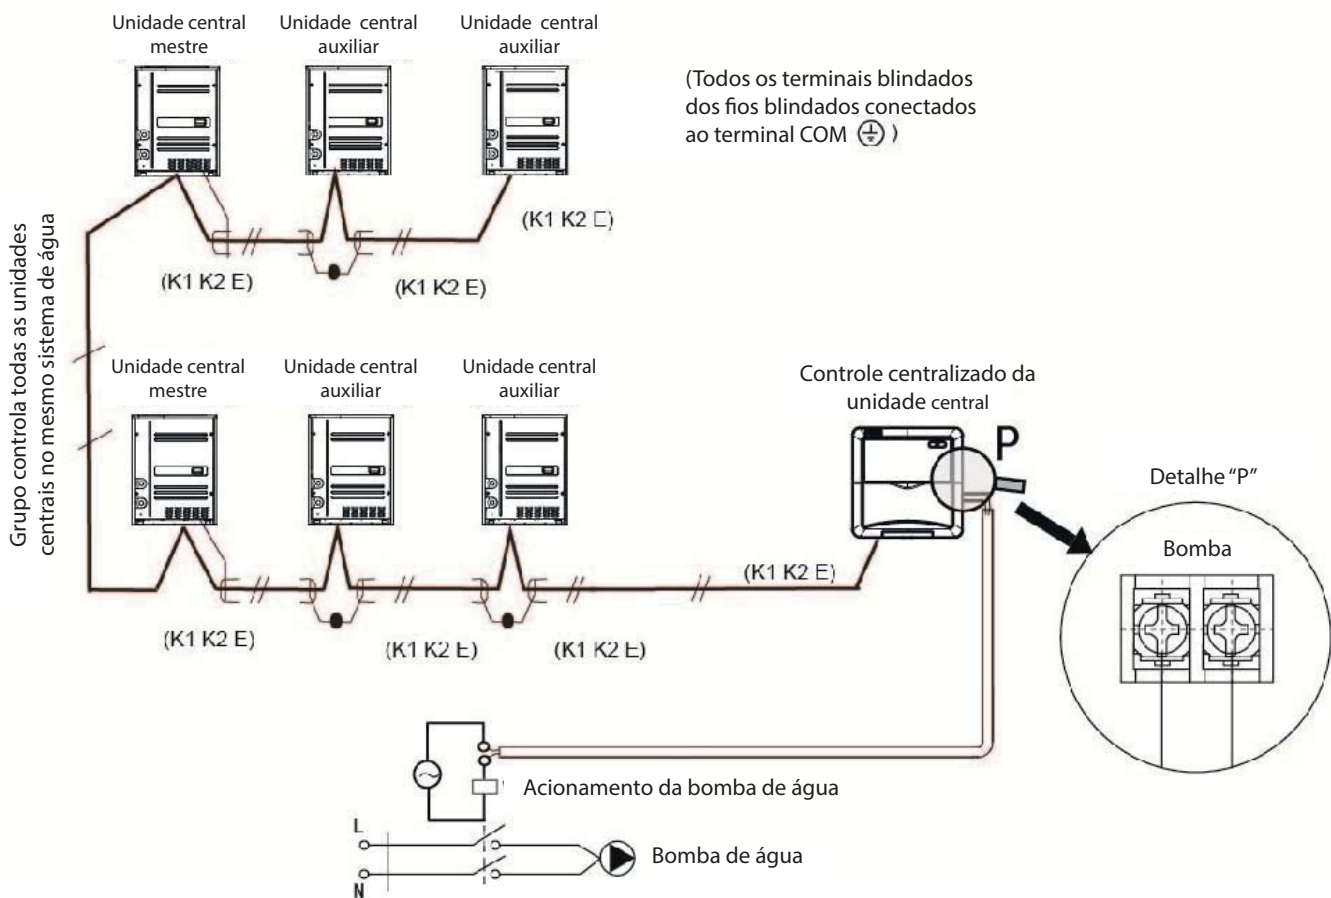 Unidade central
mestre
Unidade central
auxiliar
Unidade central
auxiliar
(Todos os terminais blindados
dos fios blindados conectados
ao terminal COM )
(K1 K2 E)
(K1 K2 E)
(K1 K2 E)
Grupo controla todas as unidades
centrais no mesmo sistema de água
Unidade central
mestre
Unidade central
auxiliar
Unidade central
auxiliar
Controle centralizado da
unidade central
P
Detalhe “P”
Bomba
(K1 K2 E)
(K1 K2 E)
(K1 K2 E)
(K1 K2 E)
Acionamento da bomba de água
L
Bomba de água
N